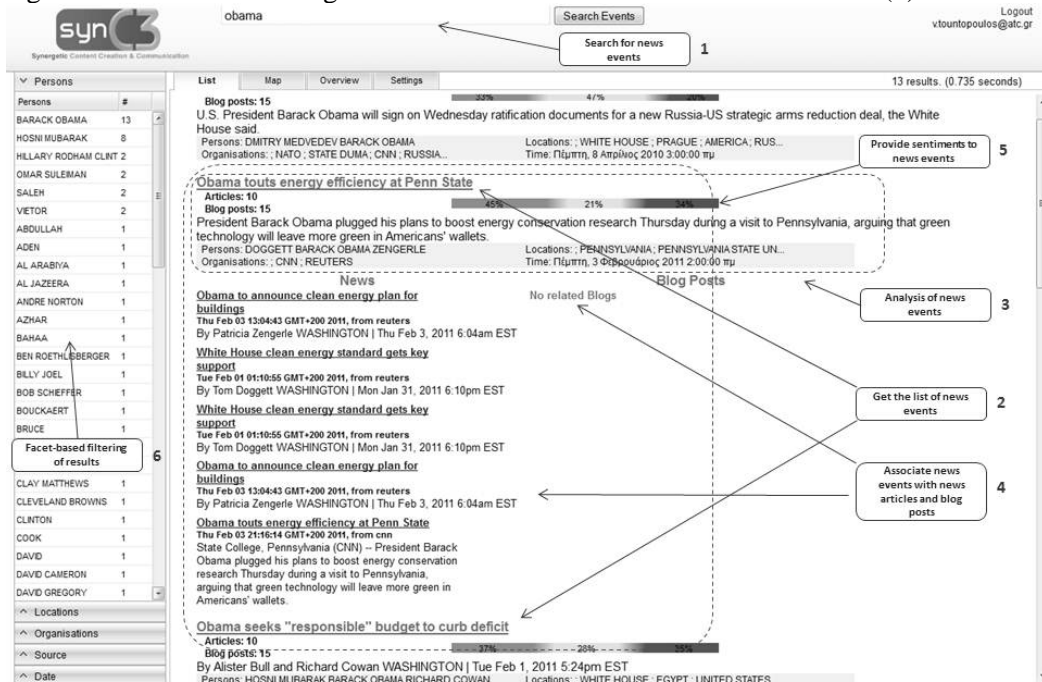 obama
Search Events
Logout
v.tountopoulos@atc.gr
synC3
Synergetic Content Creation & Communication
Search for news events
1
Persons
List Map Overview Settings
13 results. (0.735 seconds)
Persons #
BARACK OBAMA 13
HOSNI MUBARAK 8
HILLARY RODHAM CLINT 2
OMAR SULEIMAN 2
SALEH 2
VIETOR 2
ABDULLAH 1
ADEN 1
AL ARABIYA 1
AL JAZEERA 1
ANDRE NORTON 1
AZHAR 1
BAHAA 1
BEN ROETHLISBERGER 1
BILLY JOEL 1
BOB SCHIEFFER 1
BOUCKAERT 1
BRUCE 1
Facet-based filtering of results
6
CLAY MATTHEWS 1
CLEVELAND BROWNS 1
CLINTON 1
COOK 1
DAVID 1
DAVID CAMERON 1
DAVID GREGORY 1
Locations
Organisations
Source
Date
Blog posts: 15
33% 47% 20%
U.S. President Barack Obama will sign on Wednesday ratification documents for a new Russia-US strategic arms reduction deal, the White
House said.
Persons: DMITRY MEDVEDEV BARACK OBAMA Locations: ; WHITE HOUSE ; PRAGUE ; AMERICA; RUS...
Organisations: ; NATO ; STATE DUMA; CNN ; RUSSIA... Time: Πέμπτη, 8 Απρίλιος 2010 3:00:00 πμ
Provide sentiments to news events
5
Obama touts energy efficiency at Penn State
Articles: 10
Blog posts: 15
45% 21% 34%
President Barack Obama plugged his plans to boost energy conservation research Thursday during a visit to Pennsylvania, arguing that green
technology will leave more green in Americans' wallets.
Persons: DOGGETT BARACK OBAMA ZENGERLE Locations: ; PENNSYLVANIA ; PENNSYLVANIA STATE UN...
Organisations: ; CNN ; REUTERS Time: Πέμπτη, 3 Φεβρουάριος 2011 2:00:00 πμ
News
Blog Posts
No related Blogs
Analysis of news events
3
Obama to announce clean energy plan for
buildings
Thu Feb 03 13:04:43 GMT+200 2011, from reuters
By Patricia Zengerle WASHINGTON | Thu Feb 3, 2011 6:04am EST
White House clean energy standard gets key
support
Tue Feb 01 01:10:55 GMT+200 2011, from reuters
By Tom Doggett WASHINGTON | Mon Jan 31, 2011 6:10pm EST
White House clean energy standard gets key
support
Tue Feb 01 01:10:55 GMT+200 2011, from reuters
By Tom Doggett WASHINGTON | Mon Jan 31, 2011 6:10pm EST
Get the list of news events
2
Obama to announce clean energy plan for
buildings
Thu Feb 03 13:04:43 GMT+200 2011, from reuters
By Patricia Zengerle WASHINGTON | Thu Feb 3, 2011 6:04am EST
Associate news events with news articles and blog posts
4
Obama touts energy efficiency at Penn State
Thu Feb 03 21:16:14 GMT+200 2011, from cnn
State College, Pennsylvania (CNN) -- President Barack
Obama plugged his plans to boost energy conservation
research Thursday during a visit to Pennsylvania,
arguing that green technology will leave more green in
Americans' wallets.
Obama seeks "responsible" budget to curb deficit
Articles: 10
Blog posts: 15
37% 28% 35%
By Alister Bull and Richard Cowan WASHINGTON | Tue Feb 1, 2011 5:24pm EST
Persons: HOSNI MUBARAK BARACK OBAMA RICHARD COWAN Locations: ; WHITE HOUSE ; EGYPT ; UNITED STATES